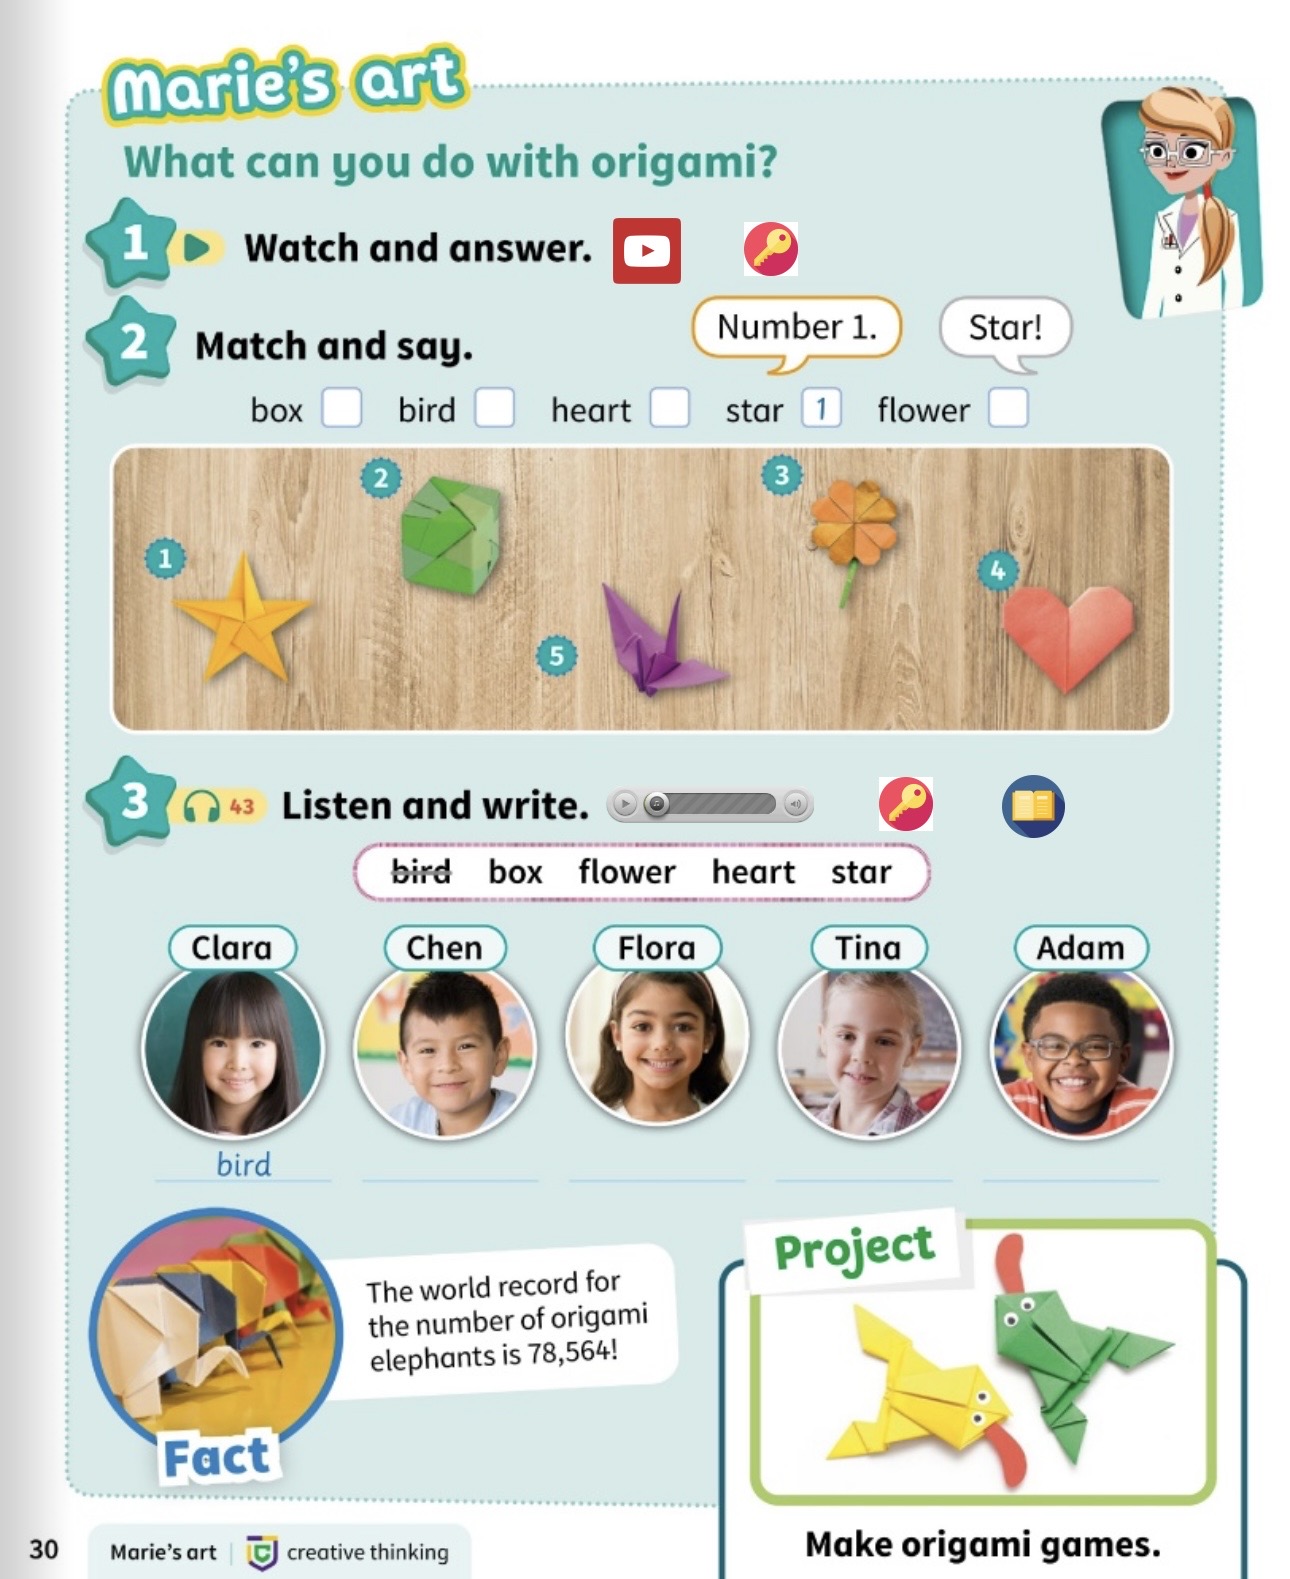 Marie's art
What can you do with origami?
1 Watch and answer.
2 Match and say.
Number 1. Star!
box bird heart star 1 flower
1
2
3
4
5
3 43 Listen and write.
bird box flower heart star
Clara Chen Flora Tina Adam
bird
The world record for
the number of origami
elephants is 78,564!
Fact
Project
Make origami games.
30 Marie's art | creative thinking